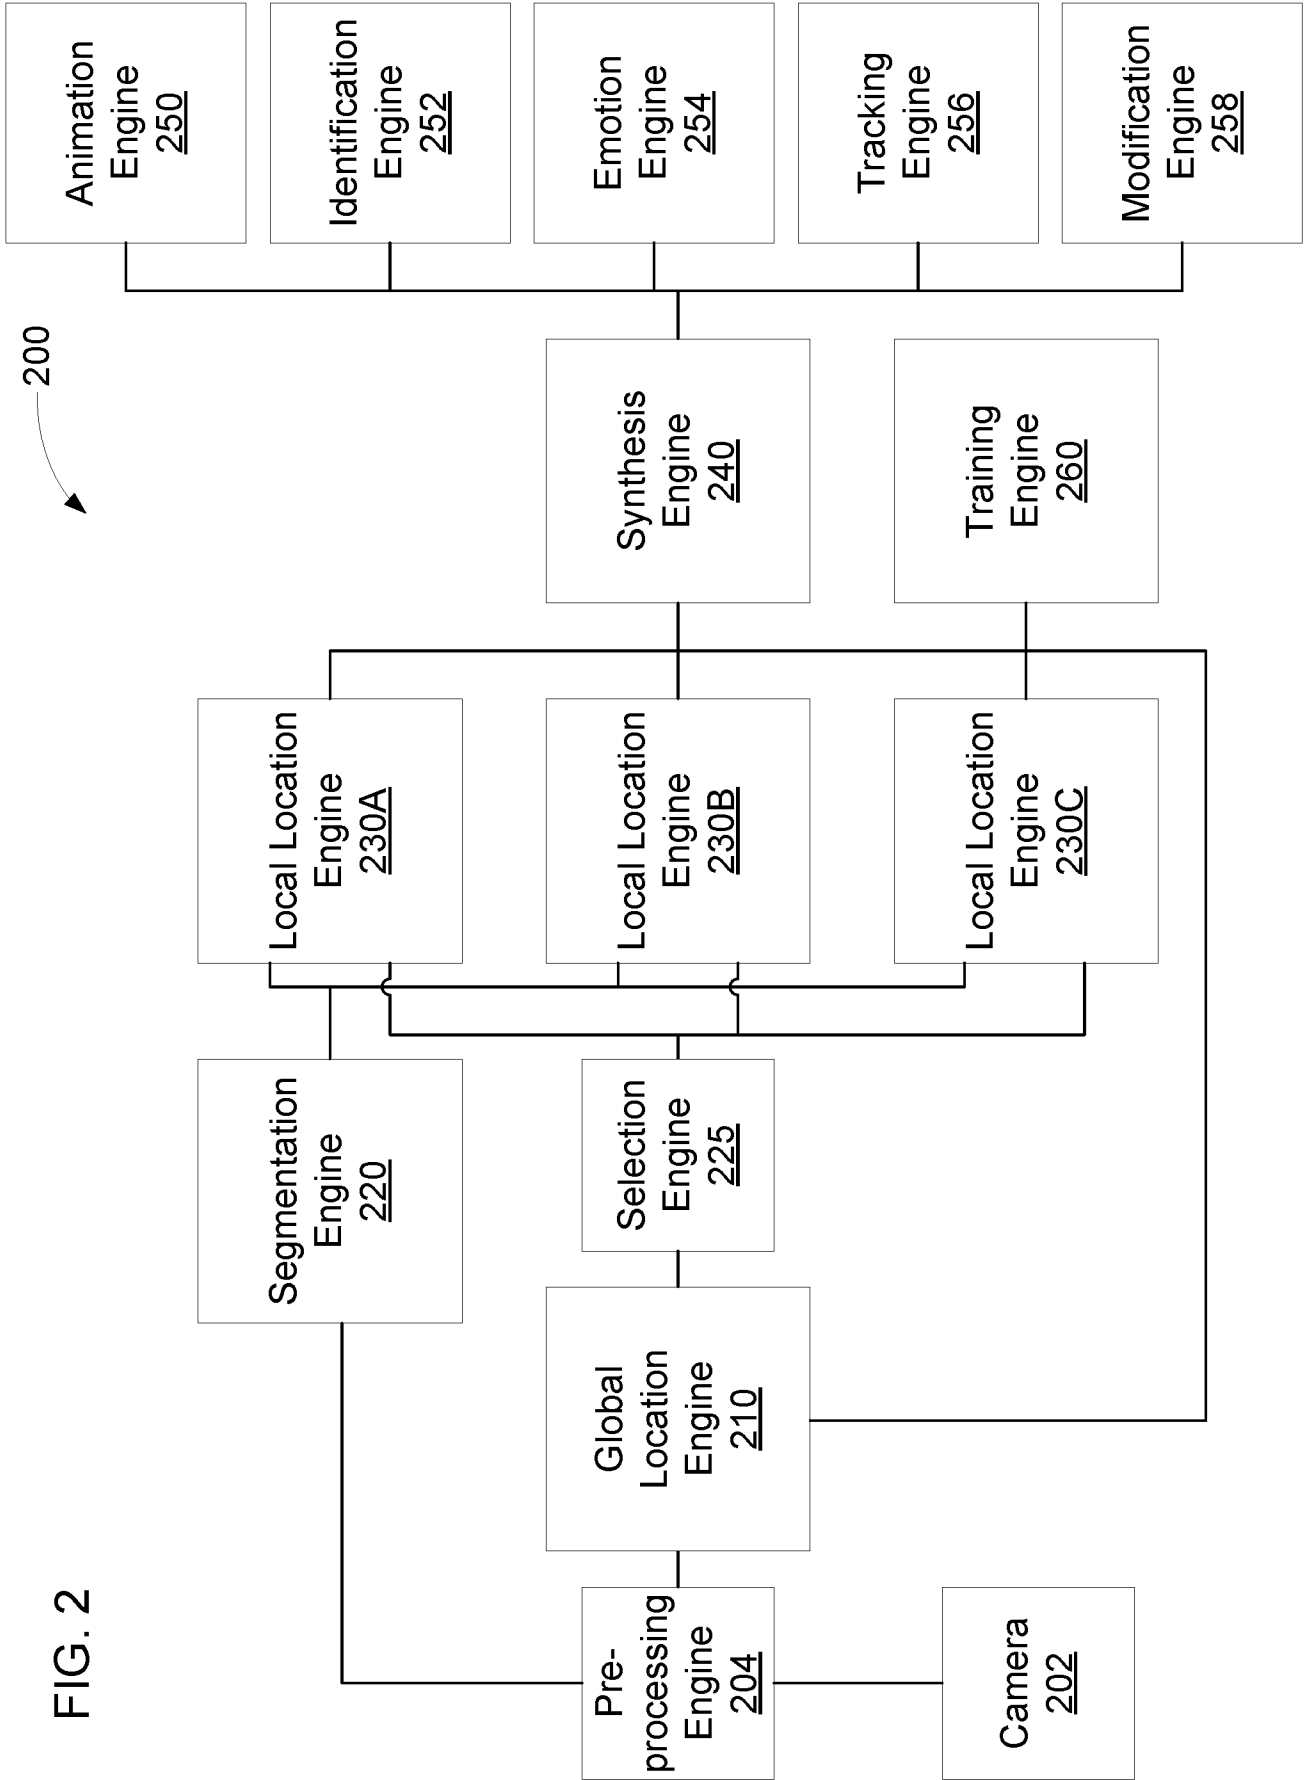 FIG. 2
200
Camera
202
Pre-
processing
Engine
204
Global
Location
Engine
210
Segmentation
Engine
220
Selection
Engine
225
Local Location
Engine
230A
Local Location
Engine
230B
Local Location
Engine
230C
Synthesis
Engine
240
Training
Engine
260
Animation
Engine
250
Identification
Engine
252
Emotion
Engine
254
Tracking
Engine
256
Modification
Engine
258